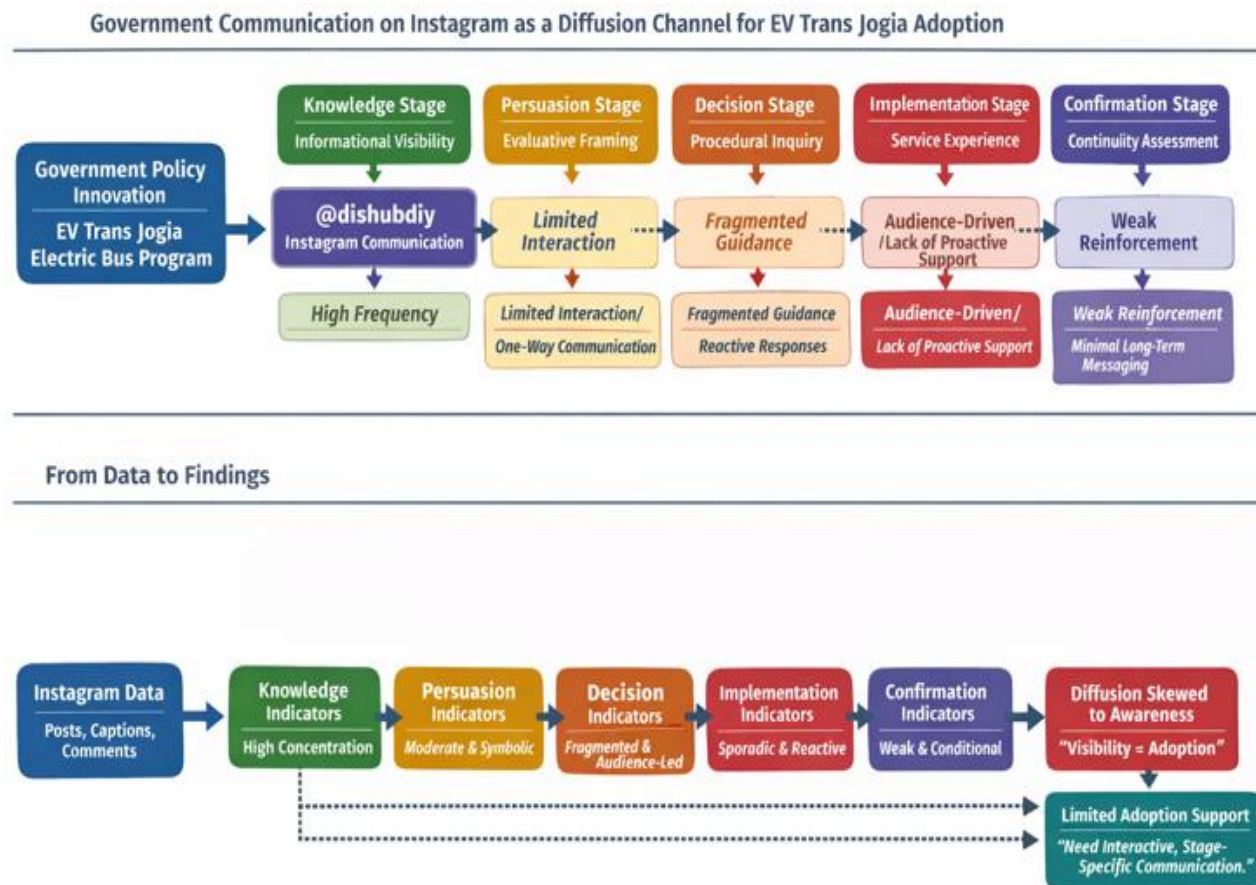 Government Communication on Instagram as a Diffusion Channel for EV Trans Jogia Adoption
Government Policy
Innovation
EV Trans Jogia
Electric Bus Program
Knowledge Stage
Informational Visibility
@dishubdiy
Instagram Communication
High Frequency
Persuasion Stage
Evaluative Framing
Limited
Interaction
Limited Interaction/
One-Way Communication
Decision Stage
Procedural Inquiry
Fragmented
Guidance
Fragmented Guidance
Reactive Responses
Implementation Stage
Service Experience
Audience-Driven
/Lack of Proactive
Support
Audience-Driven/
Lack of Proactive Support
Confirmation Stage
Continuity Assessment
Weak
Reinforcement
Weak Reinforcement
Minimal Long-Term
Messaging
From Data to Findings
Instagram Data
Posts, Captions,
Comments
Knowledge
Indicators
High Concentration
Persuasion
Indicators
Moderate & Symbolic
Decision
Indicators
Fragmented &
Audience-Led
Implementation
Indicators
Sporadic & Reactive
Confirmation
Indicators
Weak & Conditional
Diffusion Skewed
to Awareness
"Visibility = Adoption"
Limited Adoption Support
"Need Interactive, Stage-
Specific Communication."